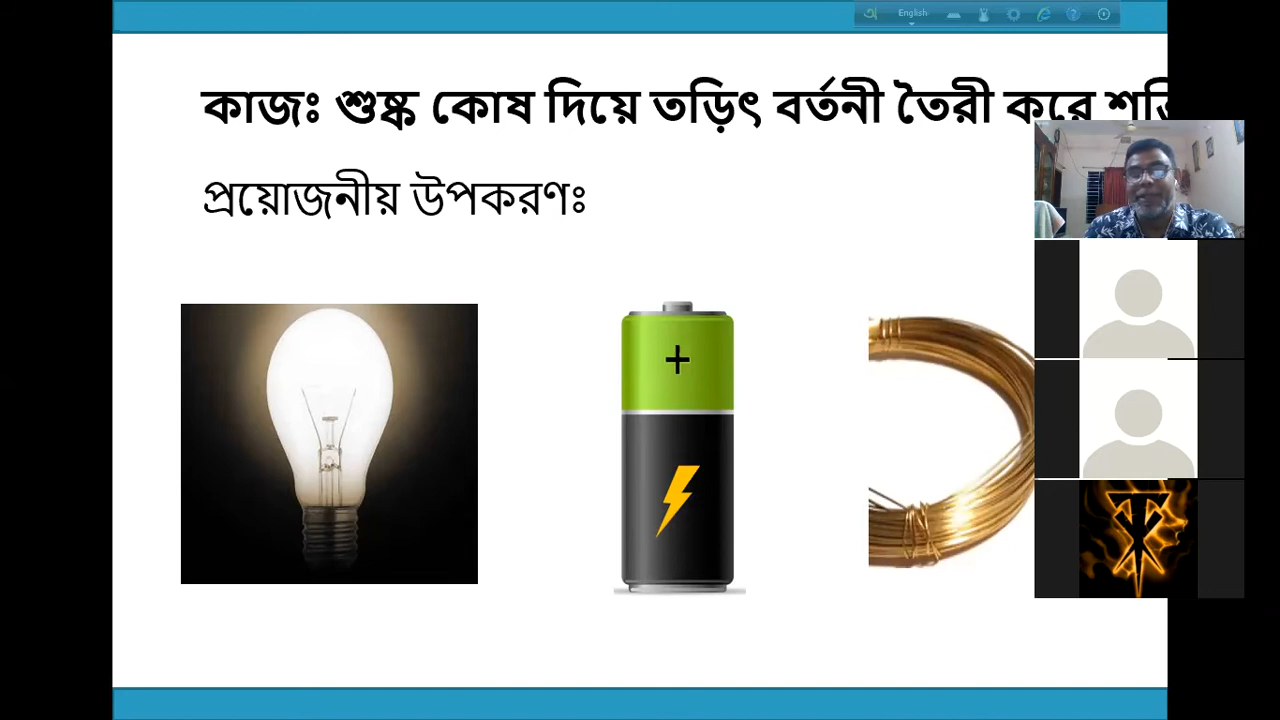 English
কাজঃ শুষ্ক কোষ দিয়ে তড়িৎ বর্তনী তৈরী করে
প্রয়োজনীয় উপকরণঃ
+